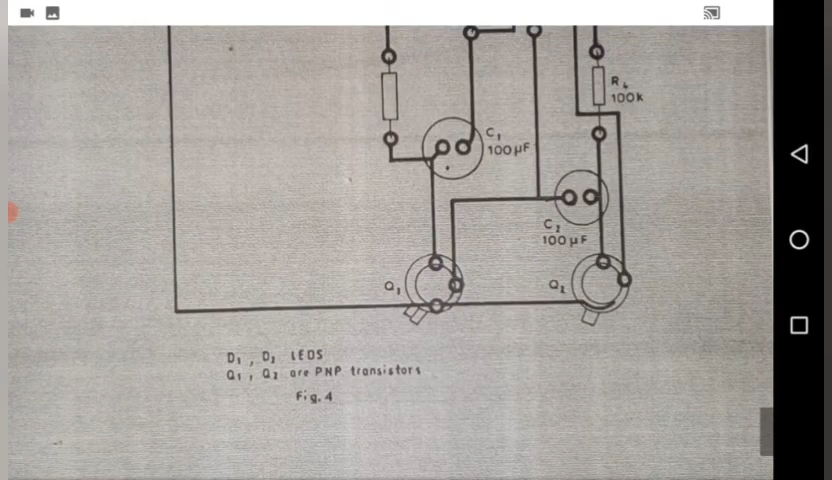 R4
100k
C1
100µF
C2
100µF
Q1
Q2
D1, D2 LEDS
Q1, Q2 are PNP transistors
Fig. 4